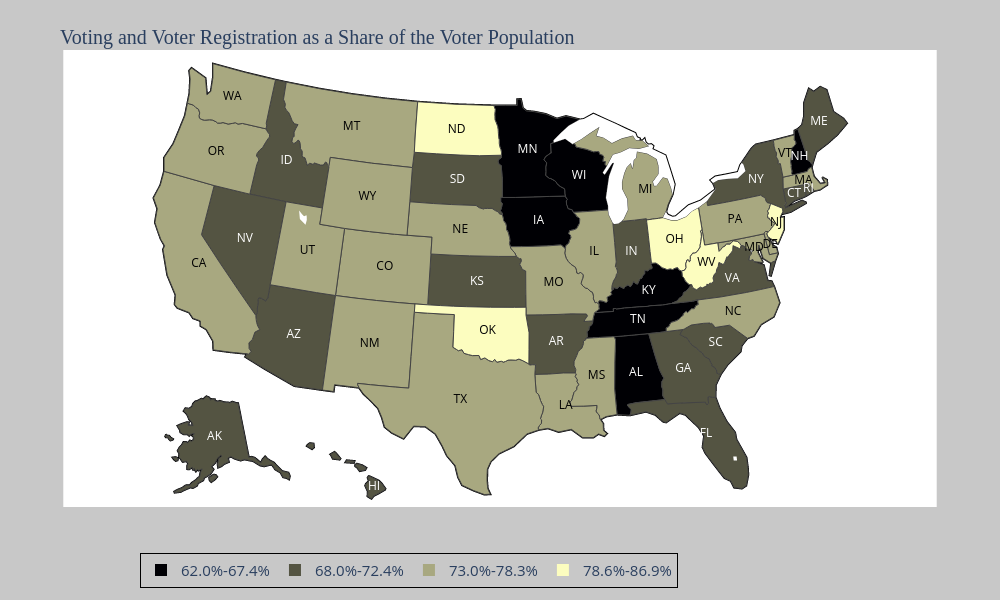 Voting and Voter Registration as a Share of the Voter Population
WA
MT
ND
MN
ME
OR
ID
SD
WI
VT
NH
WY
MI
NY
MA
CT
RI
NV
NE
IA
PA
NJ
CA
UT
CO
IL
IN
OH
MD
DE
WV
KS
MO
KY
VA
AZ
NM
OK
AR
TN
NC
TX
MS
AL
GA
SC
LA
AK
FL
HI
62.0%-67.4%
68.0%-72.4%
73.0%-78.3%
78.6%-86.9%